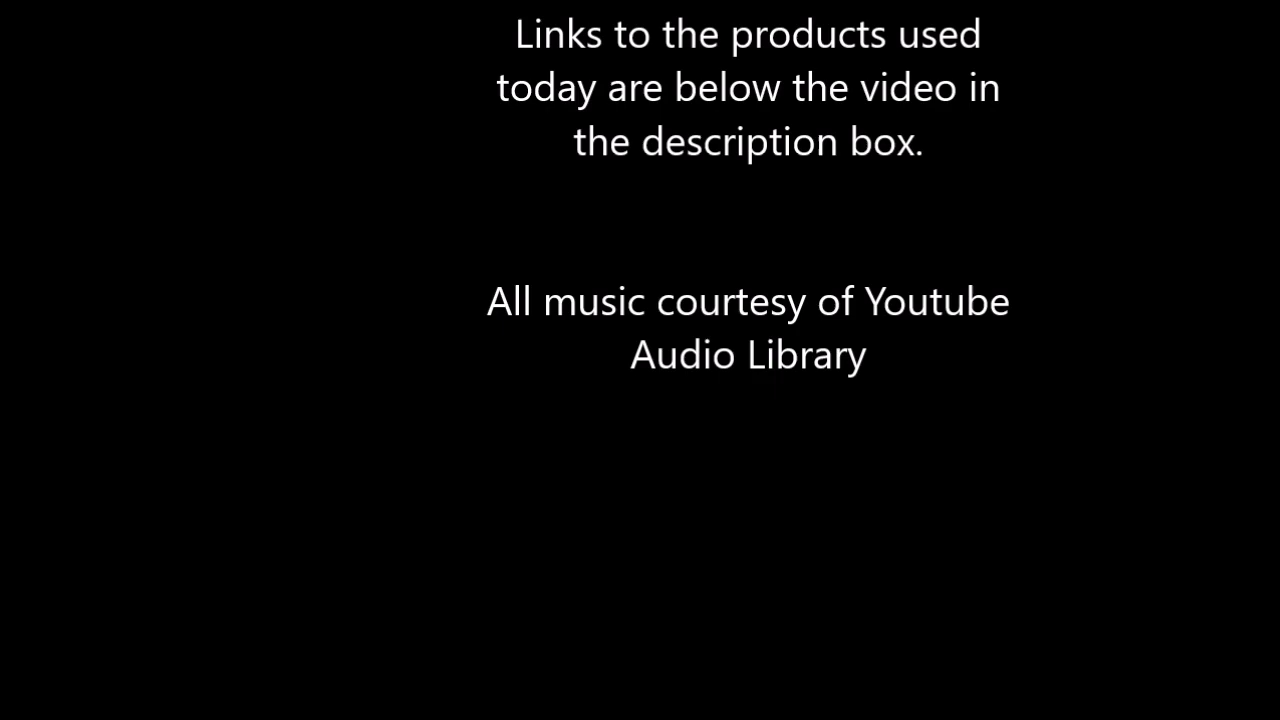 Links to the products used
today are below the video in
the description box.
All music courtesy of Youtube
Audio Library